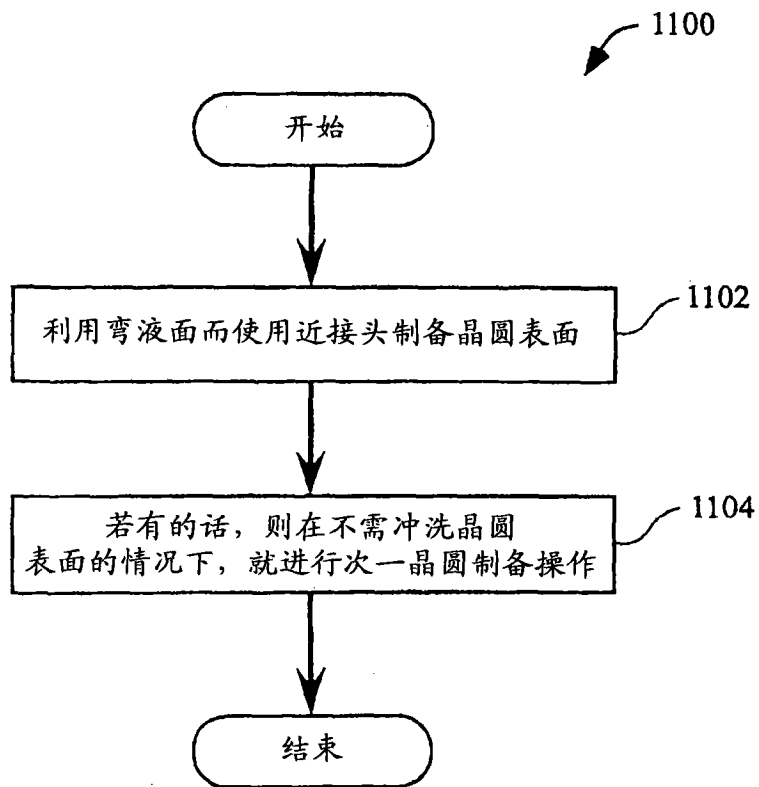 1100
开始
利用弯液面而使用近接头制备晶圆表面
1102
若有的话，则在不需冲洗晶圆
表面的情况下，就进行次一晶圆制备操作
1104
结束